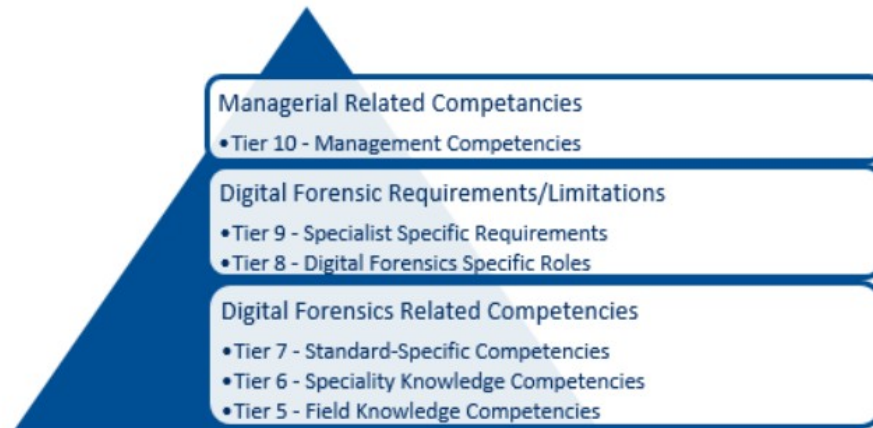 Managerial Related Competancies
•Tier 10 - Management Competencies
Digital Forensic Requirements/Limitations
•Tier 9 - Specialist Specific Requirements
•Tier 8 - Digital Forensics Specific Roles
Digital Forensics Related Competencies
•Tier 7 - Standard-Specific Competencies
•Tier 6 - Speciality Knowledge Competencies
•Tier 5 - Field Knowledge Competencies